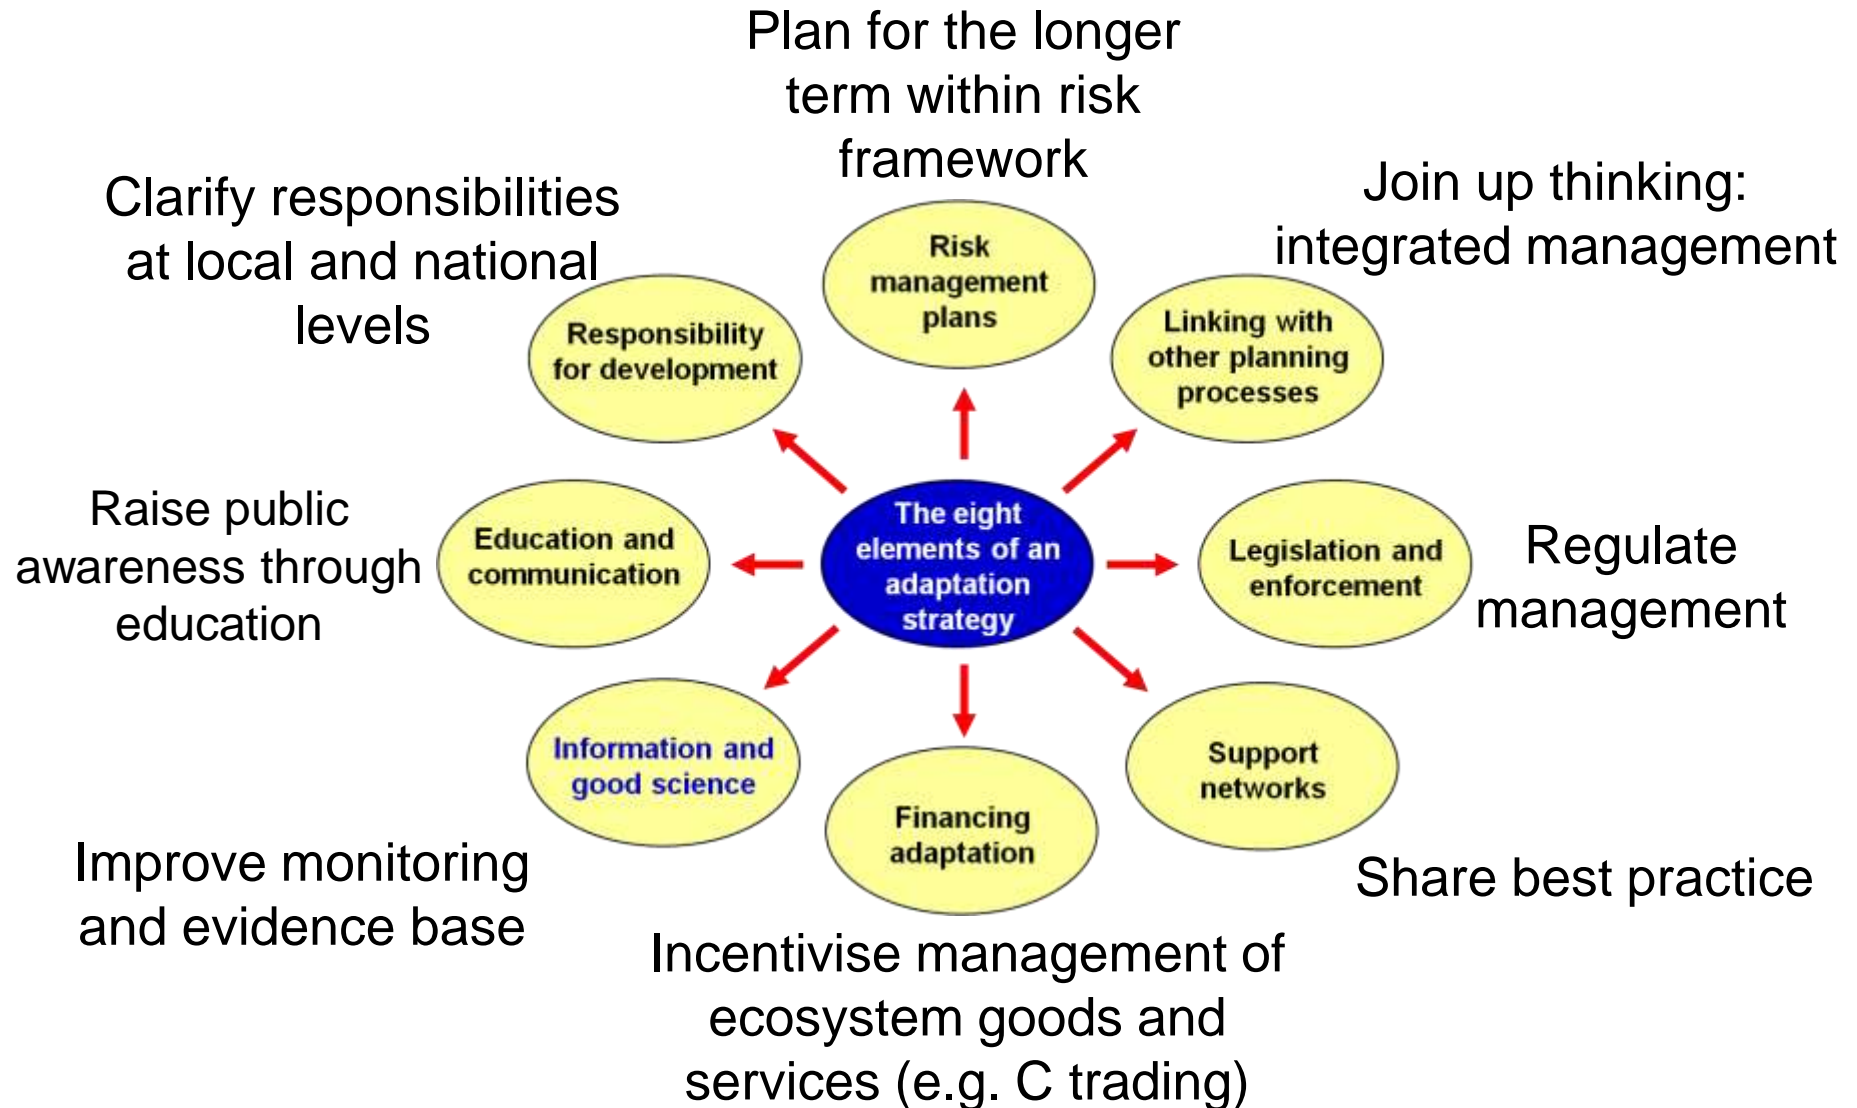 Plan for the longer
term within risk
framework
Clarify responsibilities
at local and national
levels
Join up thinking:
integrated management
Risk
management
plans
Responsibility
for development
Linking with
other planning
processes
Raise public
awareness through
education
Education and
communication
The eight
elements of an
adaptation
strategy
Legislation and
enforcement
Regulate
management
Information and
good science
Support
networks
Financing
adaptation
Improve monitoring
and evidence base
Share best practice
Incentivise management of
ecosystem goods and
services (e.g. C trading)